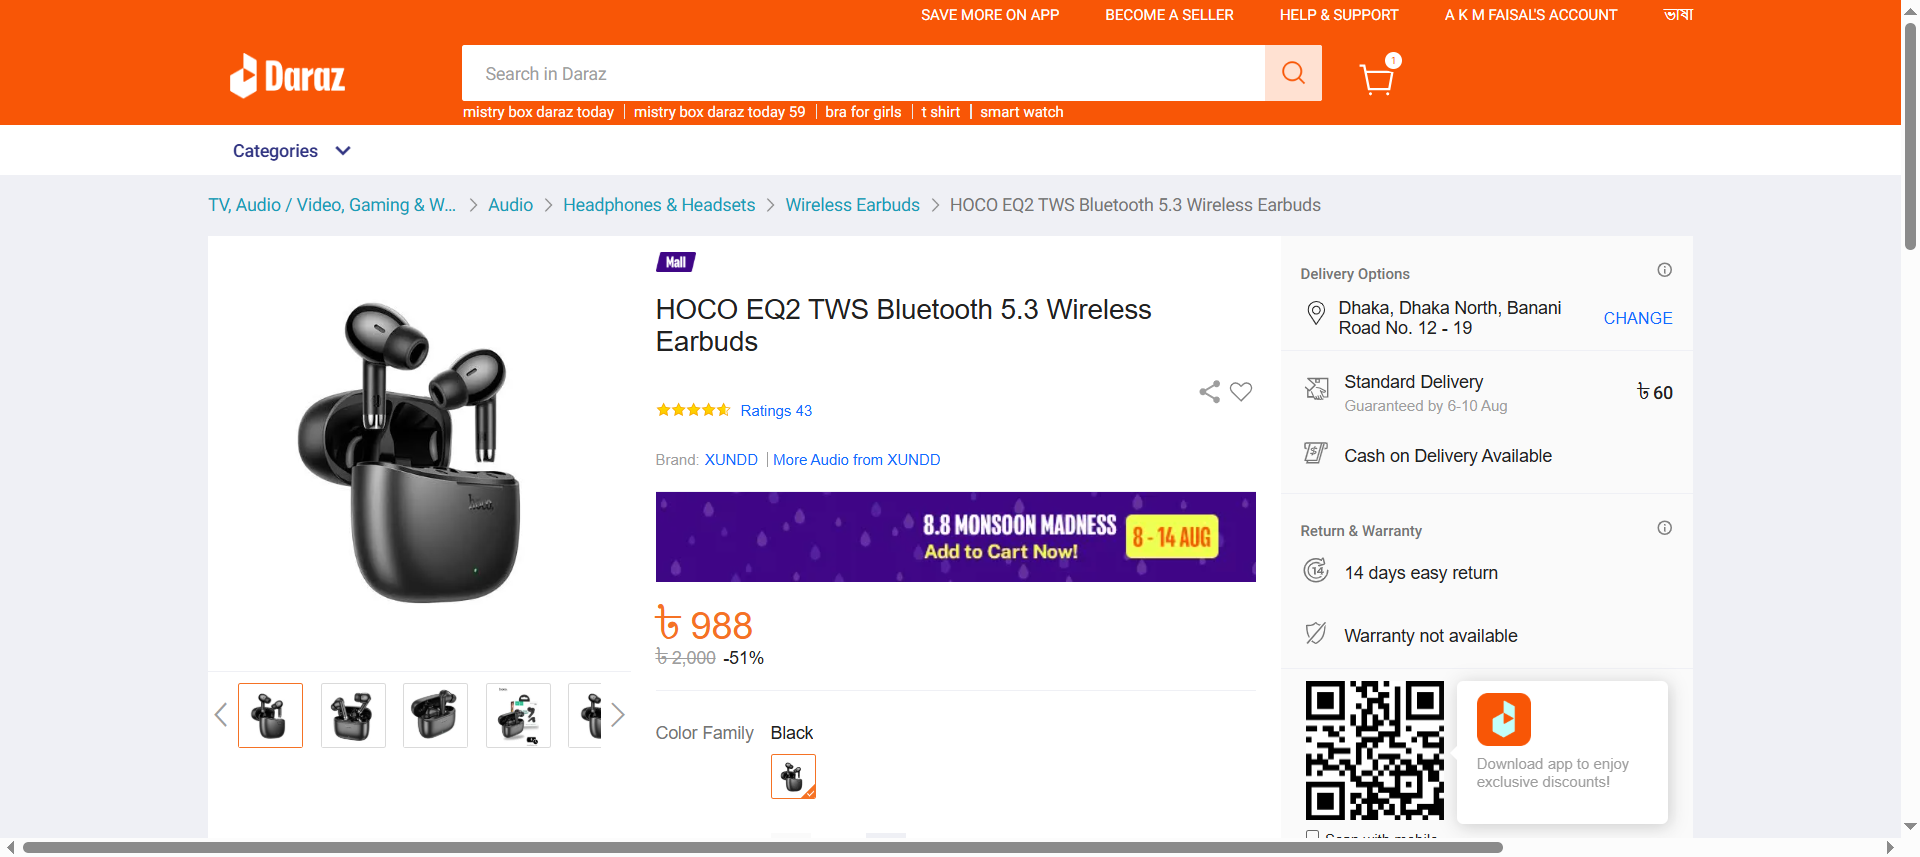 SAVE MORE ON APP BECOME A SELLER HELP & SUPPORT A K M FAISAL'S ACCOUNT ভাষা
Daraz
Search in Daraz
1
mistry box daraz today mistry box daraz today 59 bra for girls t shirt smart watch
Categories
TV, Audio / Video, Gaming & W... Audio Headphones & Headsets Wireless Earbuds HOCO EQ2 TWS Bluetooth 5.3 Wireless Earbuds
Mall
HOCO EQ2 TWS Bluetooth 5.3 Wireless
Earbuds
Ratings 43
Brand: XUNDD More Audio from XUNDD
8.8 MONSOON MADNESS
Add to Cart Now!
8 - 14 AUG
৳ 988
৳ 2,000 -51%
Color Family Black
hoco.
Delivery Options
Dhaka, Dhaka North, Banani
Road No. 12 - 19
CHANGE
Standard Delivery
৳ 60
Guaranteed by 6-10 Aug
Cash on Delivery Available
Return & Warranty
14 days easy return
14
Warranty not available
Download app to enjoy
exclusive discounts!
Scan with mobile